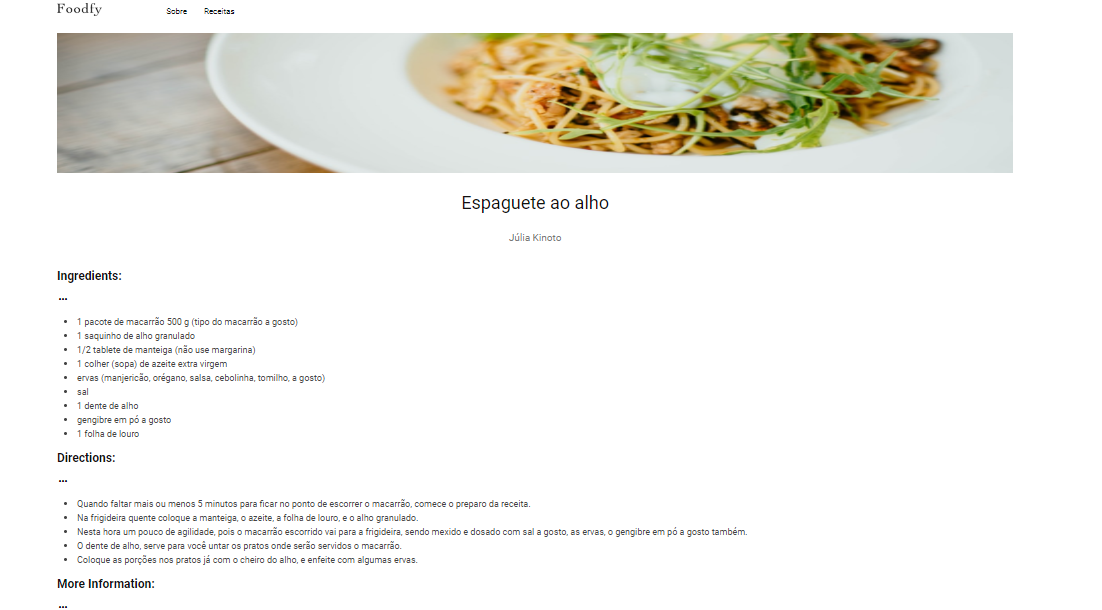 Foodfy Sobre Receitas
Espaguete ao alho
Júlia Kinoto
Ingredients:
...
1 pacote de macarrão 500 g (tipo do macarrão a gosto)
1 saquinho de alho granulado
1/2 tablete de manteiga (não use margarina)
1 colher (sopa) de azeite extra virgem
ervas (manjericão, orégano, salsa, cebolinha, tomilho, a gosto)
sal
1 dente de alho
gengibre em pó a gosto
1 folha de louro
Directions:
...
Quando faltar mais ou menos 5 minutos para ficar no ponto de escorrer o macarrão, comece o preparo da receita.
Na frigideira quente coloque a manteiga, o azeite, a folha de louro, e o alho granulado.
Nesta hora um pouco de agilidade, pois o macarrão escorrido vai para a frigideira, sendo mexido e dosado com sal a gosto, as ervas, o gengibre em pó a gosto também.
O dente de alho, serve para você untar os pratos onde serão servidos o macarrão.
Coloque as porções nos pratos já com o cheiro do alho, e enfeite com algumas ervas.
More Information:
...